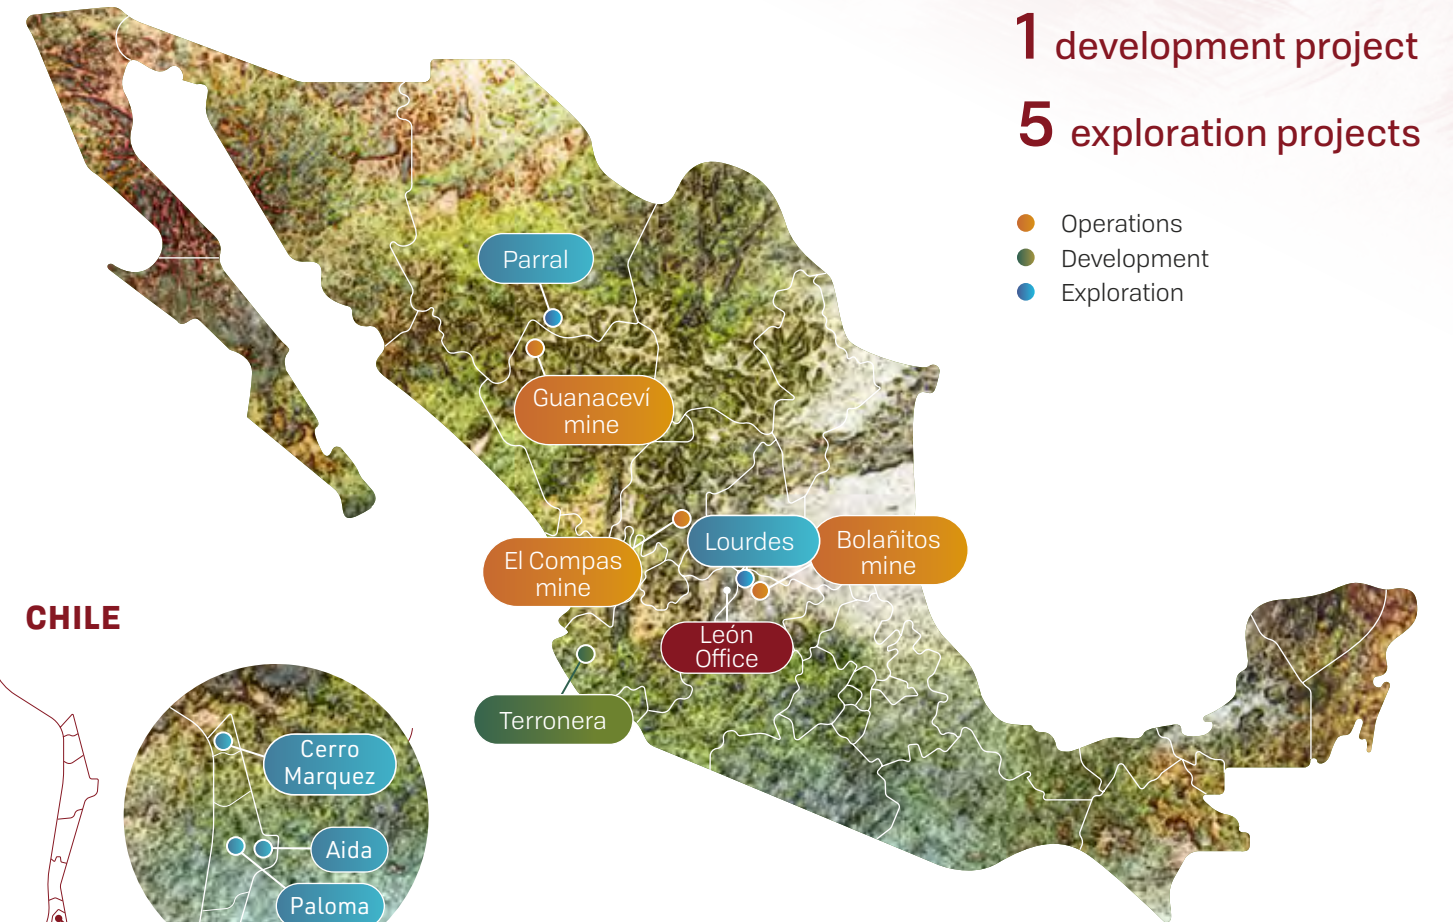 1 development project
5 exploration projects
Operations
Development
Exploration
Parral
Guanaceví
mine
El Compas
mine
Lourdes
Bolañitos
mine
León
Office
Terronera
CHILE
Cerro
Marquez
Aida
Paloma